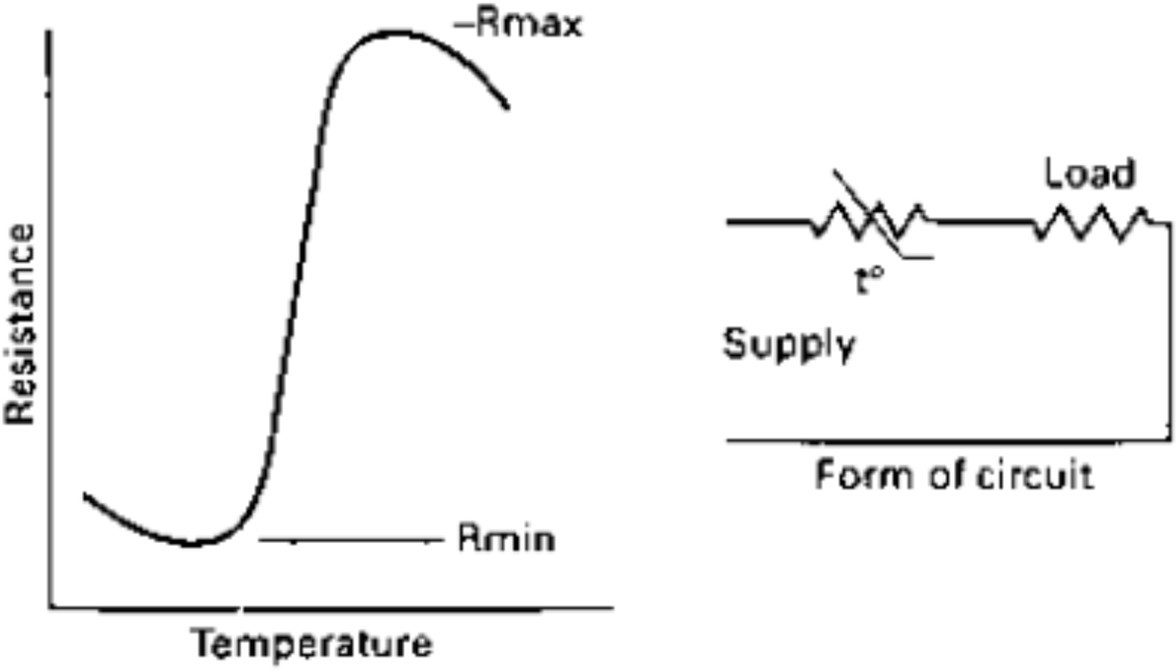 –Rmax
Resistance
Rmin
Temperature
Load
t°
Supply
Form of circuit